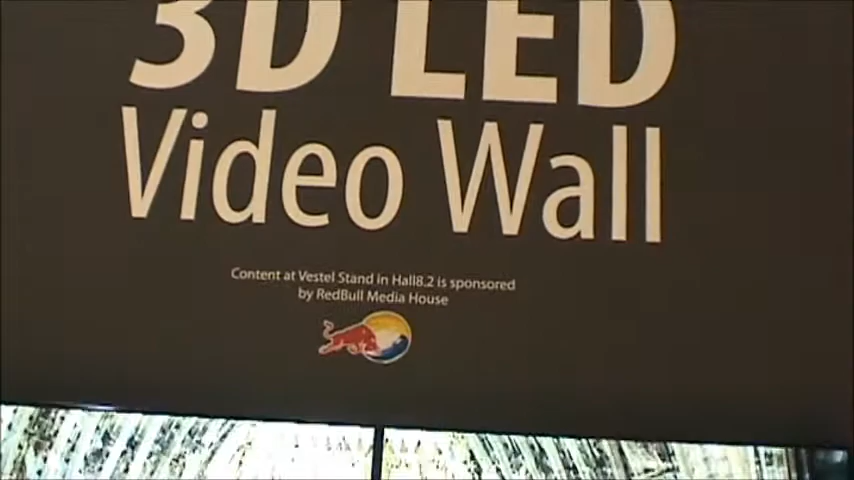 3D LED
Video Wall
Content at Vestel Stand in Hall8.2 is sponsored
by RedBull Media House